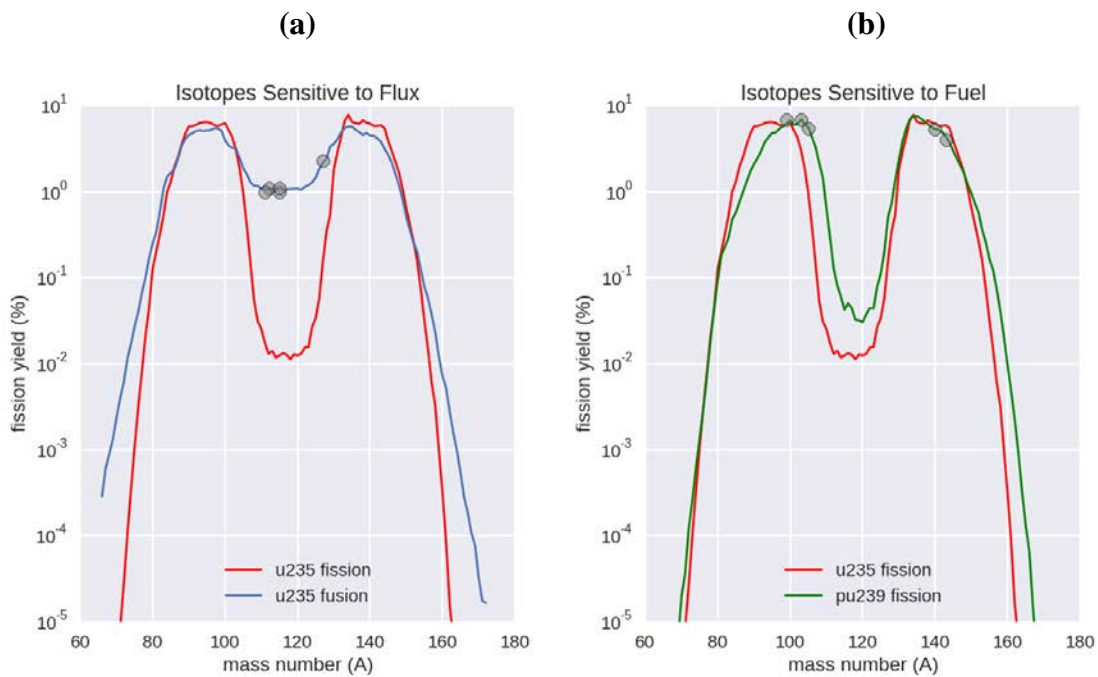 (a)
Isotopes Sensitive to Flux
10^1
10^0
10^-1
10^-2
10^-3
10^-4
10^-5
fission yield (%)
u235 fission
u235 fusion
60 80 100 120 140 160 180
mass number (A)
(b)
Isotopes Sensitive to Fuel
10^1
10^0
10^-1
10^-2
10^-3
10^-4
10^-5
fission yield (%)
u235 fission
pu239 fission
60 80 100 120 140 160 180
mass number (A)